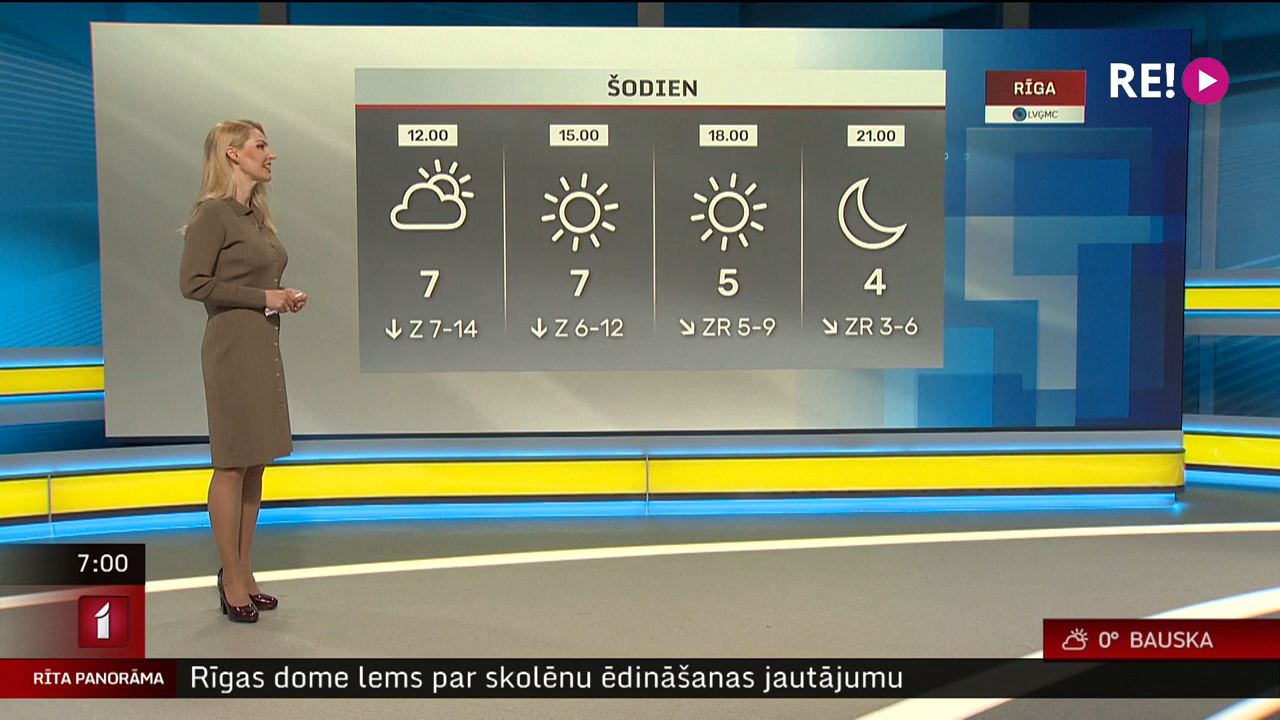 RE!
ŠODIEN
RĪGA
LVĢMC
12.00
15.00
18.00
21.00
7
7
5
4
Z 7-14
Z 6-12
ZR 5-9
ZR 3-6
7:00
1
0° BAUSKA
RĪTA PANORĀMA
Rīgas dome lems par skolēnu ēdināšanas jautājumu